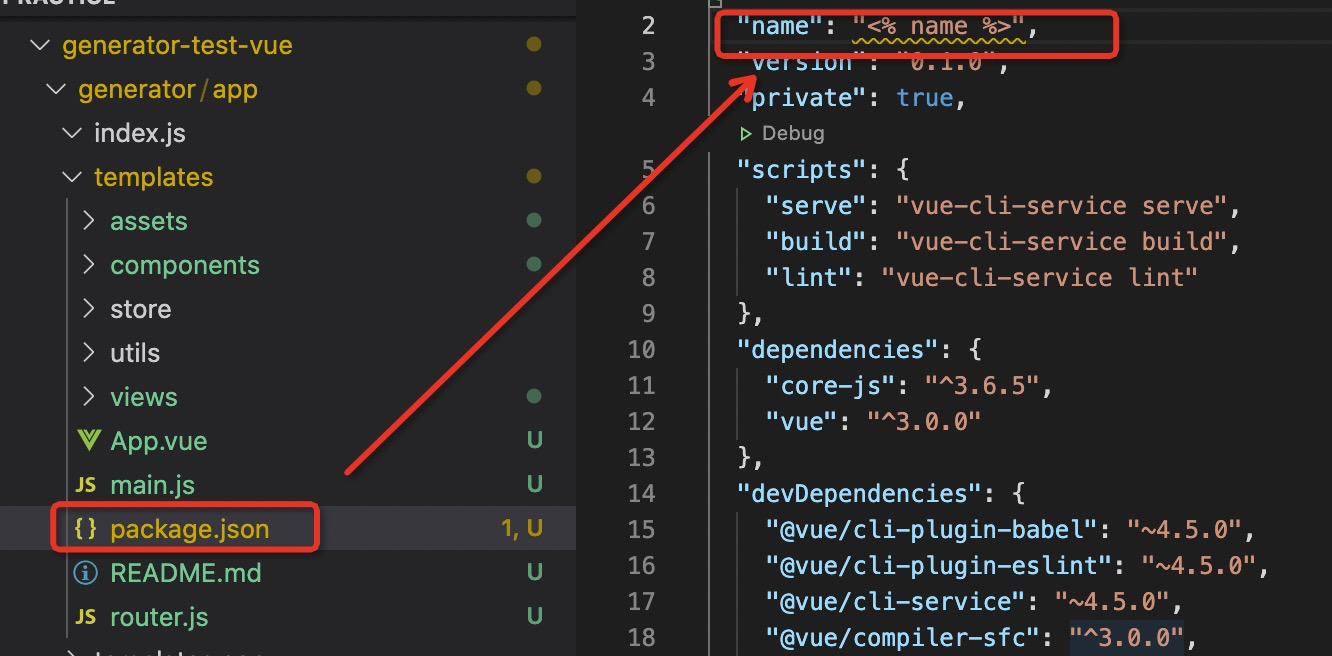 generator-test-vue
generator/app
index.js
templates
assets
components
store
utils
views
App.vue U
JS main.js U
{} package.json 1, U
README.md U
JS router.js U
2 "name": "<% name %>",
3 "version": "0.1.0",
4 "private": true,
Debug
5 "scripts": {
6 "serve": "vue-cli-service serve",
7 "build": "vue-cli-service build",
8 "lint": "vue-cli-service lint"
9 },
10 "dependencies": {
11 "core-js": "^3.6.5",
12 "vue": "^3.0.0"
13 },
14 "devDependencies": {
15 "@vue/cli-plugin-babel": "~4.5.0",
16 "@vue/cli-plugin-eslint": "~4.5.0",
17 "@vue/cli-service": "~4.5.0",
18 "@vue/compiler-sfc": "^3.0.0",